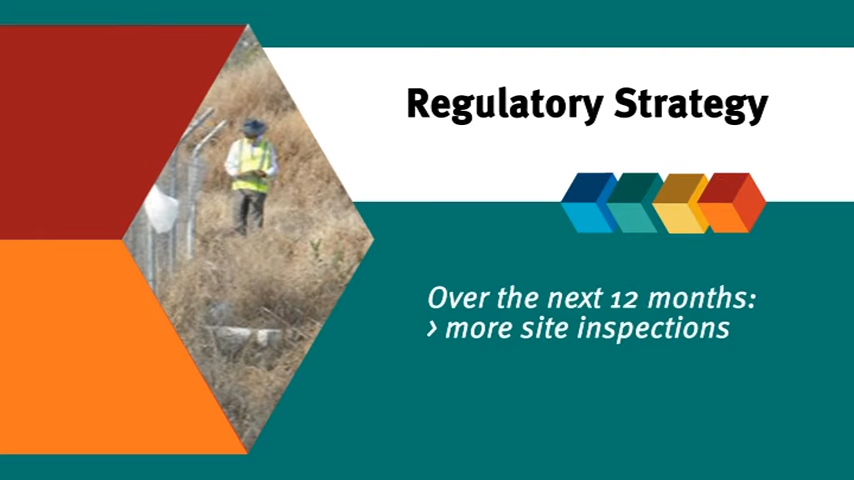 Regulatory Strategy
Over the next 12 months:
› more site inspections